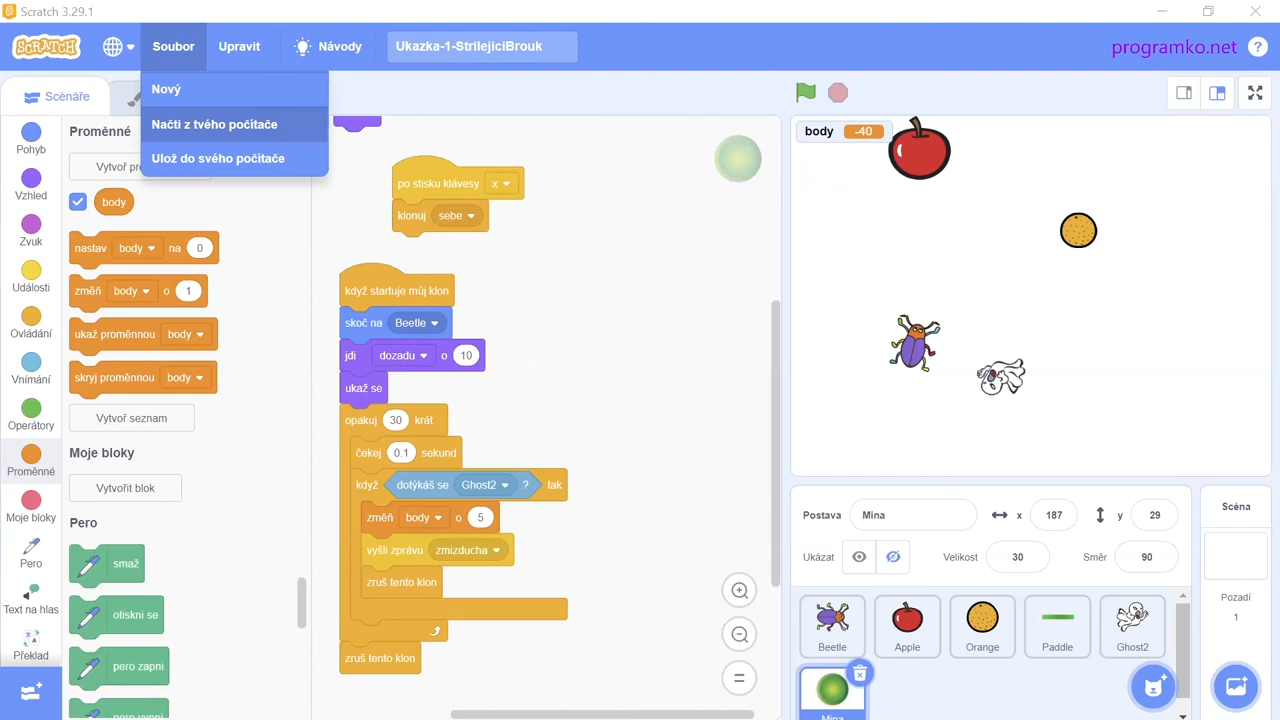 Scratch 3.29.1
SCRATCH
Soubor
Upravit
Návody
Ukazka-1-StrilejiciBrouk
programko.net
?
Nový
Načti z tvého počítače
Ulož do svého počítače
Scénáře
Pohyb
Vzhled
Zvuk
Události
Ovládání
Vnímání
Operátory
Proměnné
Moje bloky
Pero
Text na hlas
Překlad
Proměnné
body
nastav body na 0
změň body o 1
ukaž proměnnou body
skryj proměnnou body
Vytvoř seznam
Moje bloky
Vytvořit blok
Pero
smaž
otiskni se
pero zapni
pero vypni
po stisku klávesy x
klonuj sebe
když startuje můj klon
skoč na Beetle
jdi dozadu o 10
ukaž se
opakuj 30 krát
čekej 0.1 sekund
když dotýkáš se Ghost2 ? tak
změň body o 5
vyšli zprávu zmizducha
zruš tento klon
zruš tento klon
body -40
Postava Mina x 187 y 29
Ukázat Velikost 30 Směr 90
Beetle
Apple
Orange
Paddle
Ghost2
Mina
Scéna
Pozadí
1